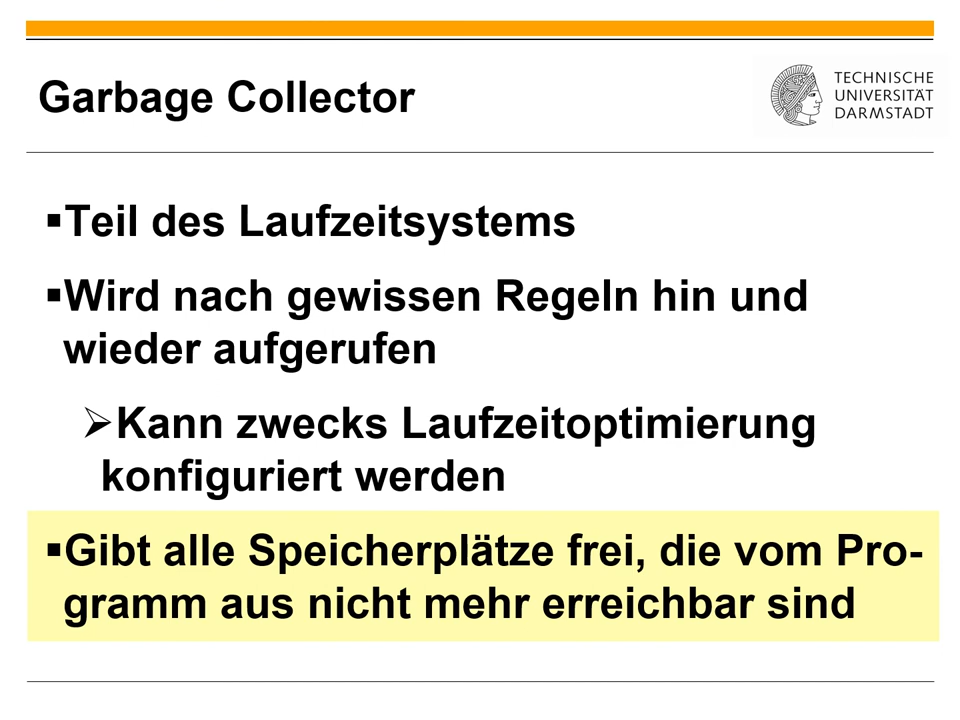 Garbage Collector
TECHNISCHE
UNIVERSITÄT
DARMSTADT
▪Teil des Laufzeitsystems
▪Wird nach gewissen Regeln hin und
wieder aufgerufen
➢Kann zwecks Laufzeitoptimierung
konfiguriert werden
▪Gibt alle Speicherplätze frei, die vom Pro-
gramm aus nicht mehr erreichbar sind